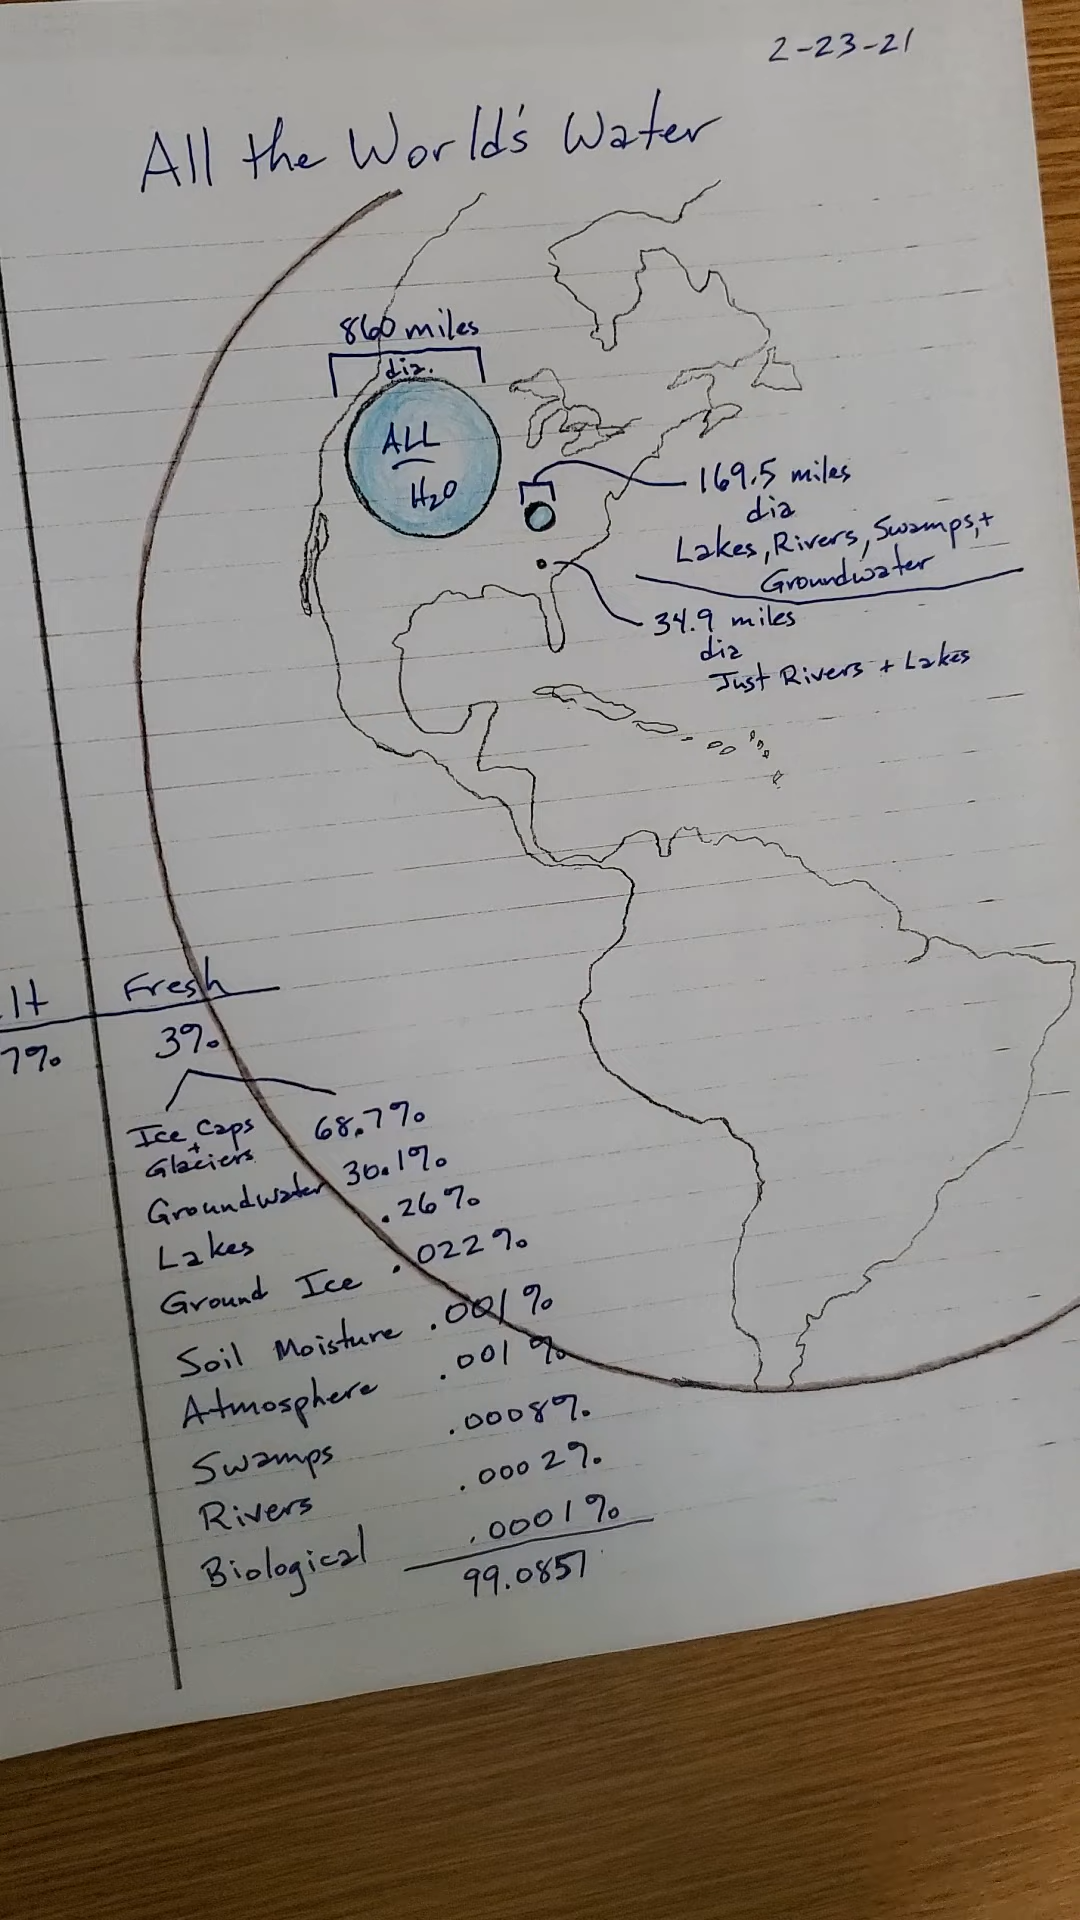 2-23-21
All the World's Water
860 miles
dia.
ALL
H₂O
169.5 miles
dia
Lakes, Rivers, Swamps, +
Groundwater
34.9 miles
dia
Just Rivers + Lakes
lt Fresh
7% 3%
Ice Caps 68.7%
+
Glaciers
Groundwater 30.1%
Lakes .26%
Ground Ice .022%
Soil Moisture .001%
Atmosphere .001%
Swamps .0008%
Rivers .0002%
Biological .0001%
99.0851